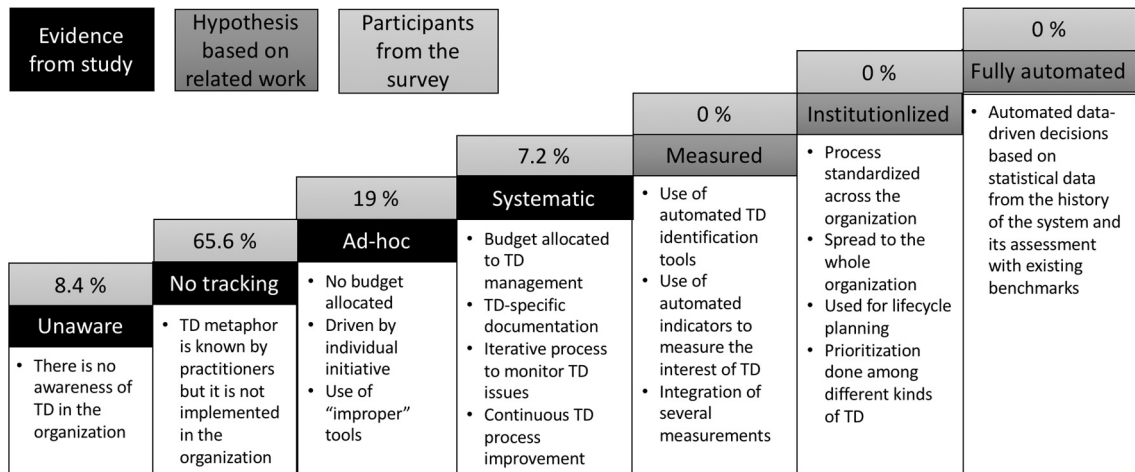 Evidence
from study
Hypothesis
based on
related work
Participants
from the
survey
8.4 %
Unaware
• There is no
awareness of
TD in the
organization
65.6 %
No tracking
• TD metaphor
is known by
practitioners
but it is not
implemented
in the
organization
19 %
Ad-hoc
• No budget
allocated
• Driven by
individual
initiative
• Use of
“improper”
tools
7.2 %
Systematic
• Budget allocated
to TD
management
• TD-specific
documentation
• Iterative process
to monitor TD
issues
• Continuous TD
process
improvement
0 %
Measured
• Use of
automated TD
identification
tools
• Use of
automated
indicators to
measure the
interest of TD
• Integration of
several
measurements
0 %
Institutionlized
• Process
standardized
across the
organization
• Spread to the
whole
organization
• Used for lifecycle
planning
• Prioritization
done among
different kinds
of TD
0 %
Fully automated
• Automated data-
driven decisions
based on
statistical data
from the history
of the system and
its assessment
with existing
benchmarks